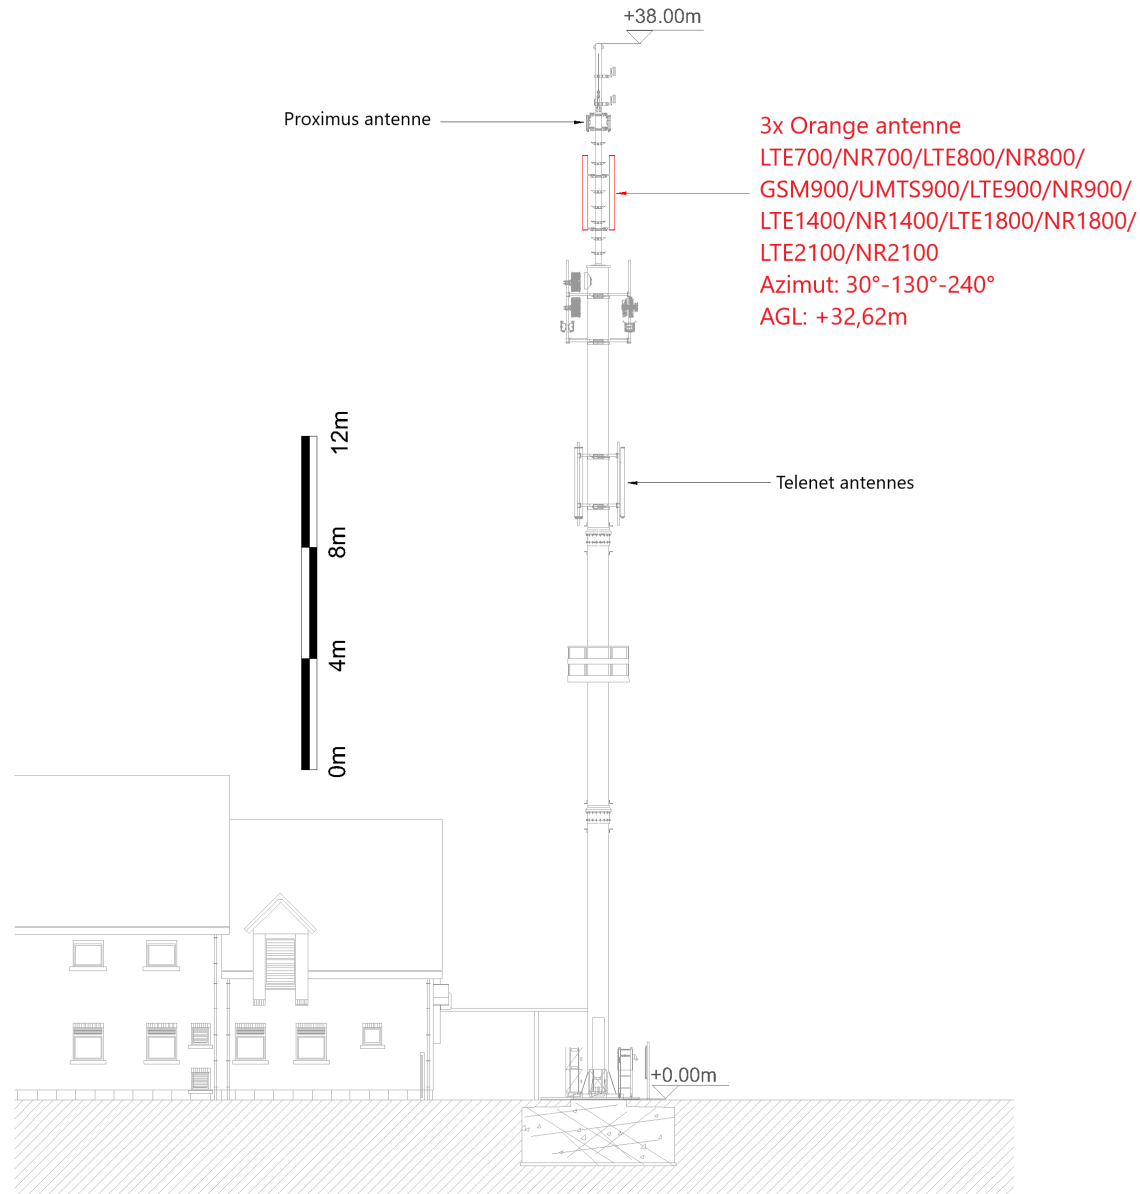 +38.00m
Proximus antenne
3x Orange antenne
LTE700/NR700/LTE800/NR800/
GSM900/UMTS900/LTE900/NR900/
LTE1400/NR1400/LTE1800/NR1800/
LTE2100/NR2100
Azimut: 30°-130°-240°
AGL: +32,62m
12m
8m
4m
0m
Telenet antennes
+0.00m